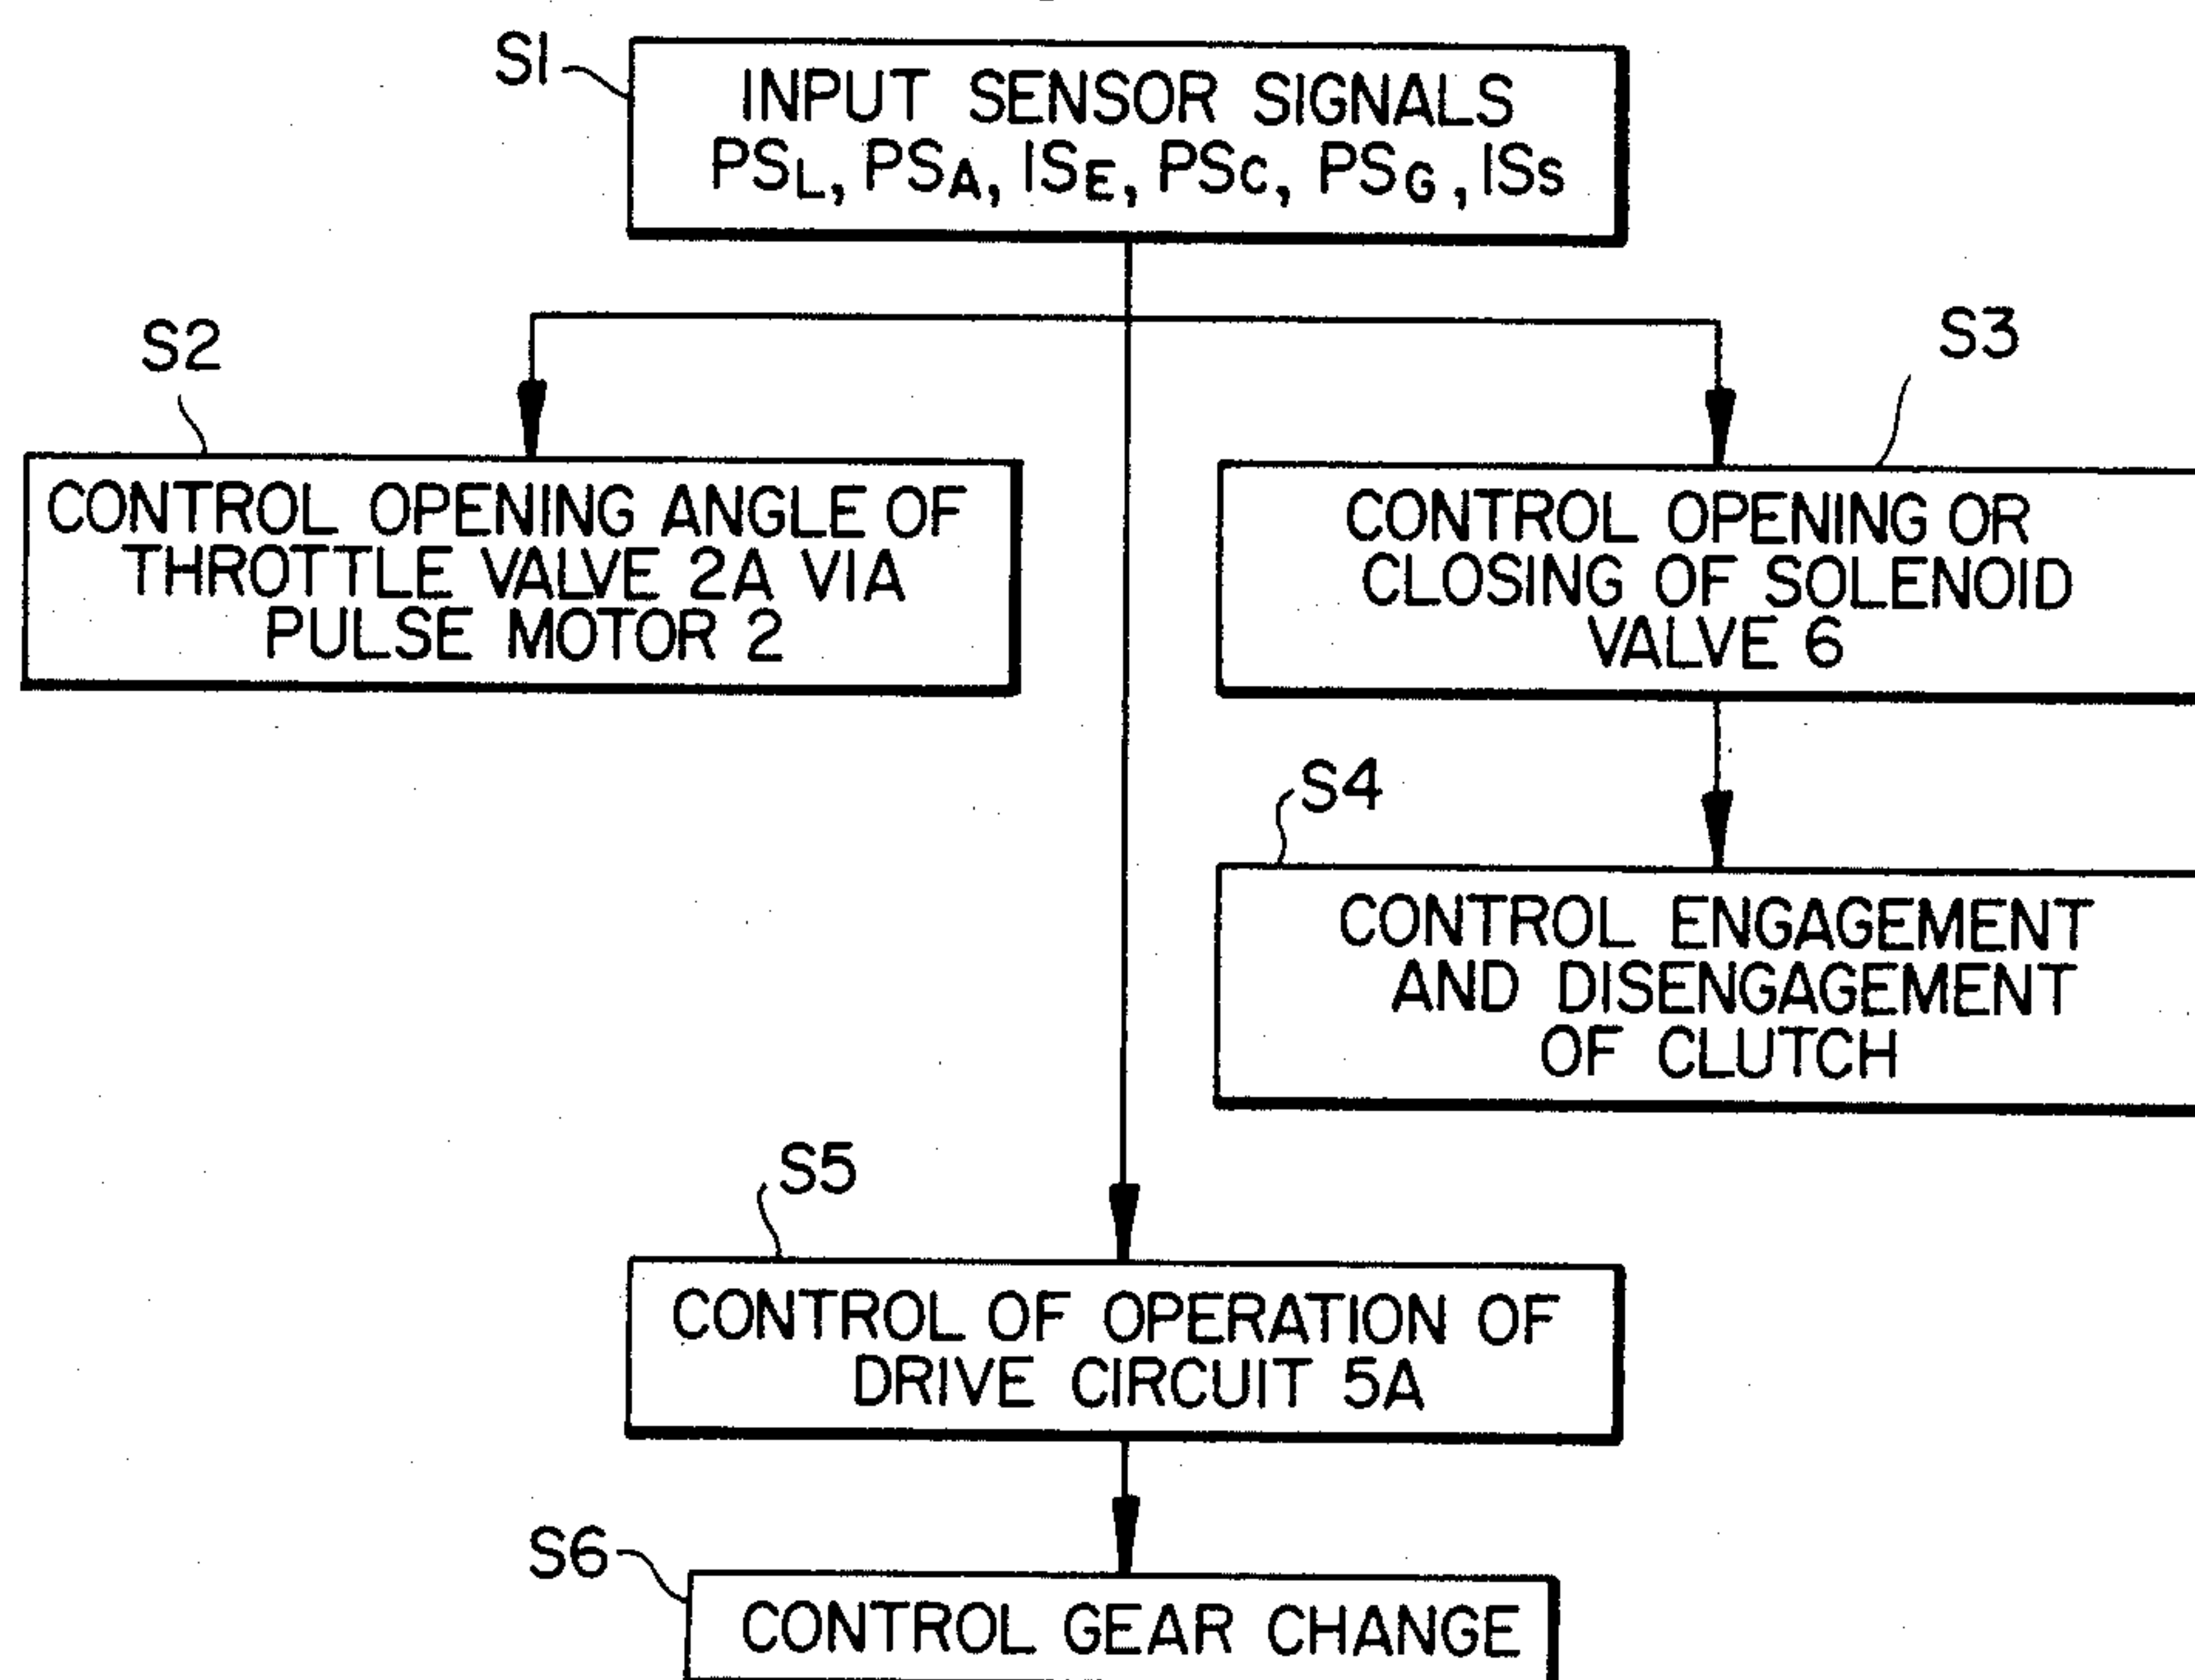 S1
INPUT SENSOR SIGNALS
PSL, PSA, ISE, PSC, PSG, ISS
S2
CONTROL OPENING ANGLE OF
THROTTLE VALVE 2A VIA
PULSE MOTOR 2
S3
CONTROL OPENING OR
CLOSING OF SOLENOID
VALVE 6
S4
CONTROL ENGAGEMENT
AND DISENGAGEMENT
OF CLUTCH
S5
CONTROL OF OPERATION OF
DRIVE CIRCUIT 5A
S6
CONTROL GEAR CHANGE